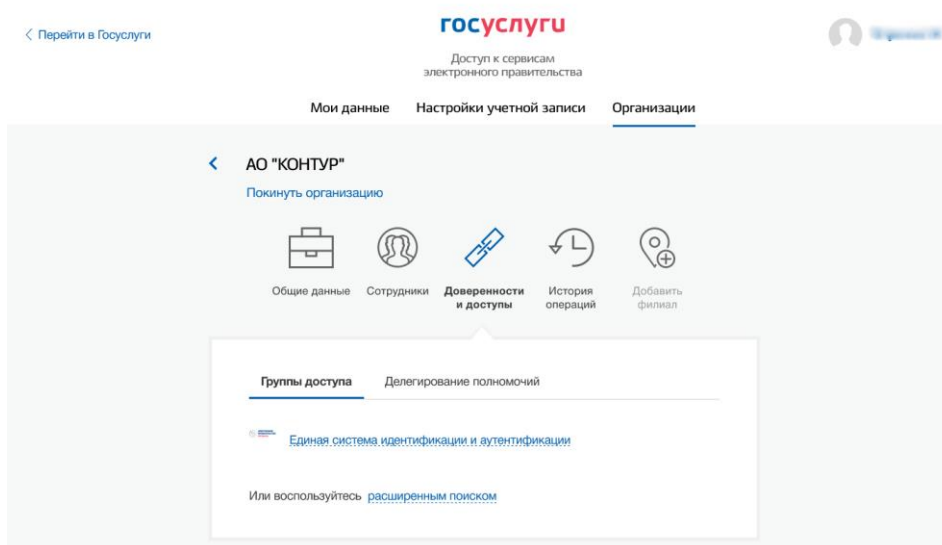 госуслуги
Перейти в Госуслуги
Доступ к сервисам
электронного правительства
Мои данные Настройки учетной записи Организации
АО "КОНТУР"
Покинуть организацию
Общие данные Сотрудники Доверенности и доступы История операций Добавить филиал
Группы доступа Делегирование полномочий
Единая система идентификации и аутентификации
Или воспользуйтесь расширенным поиском